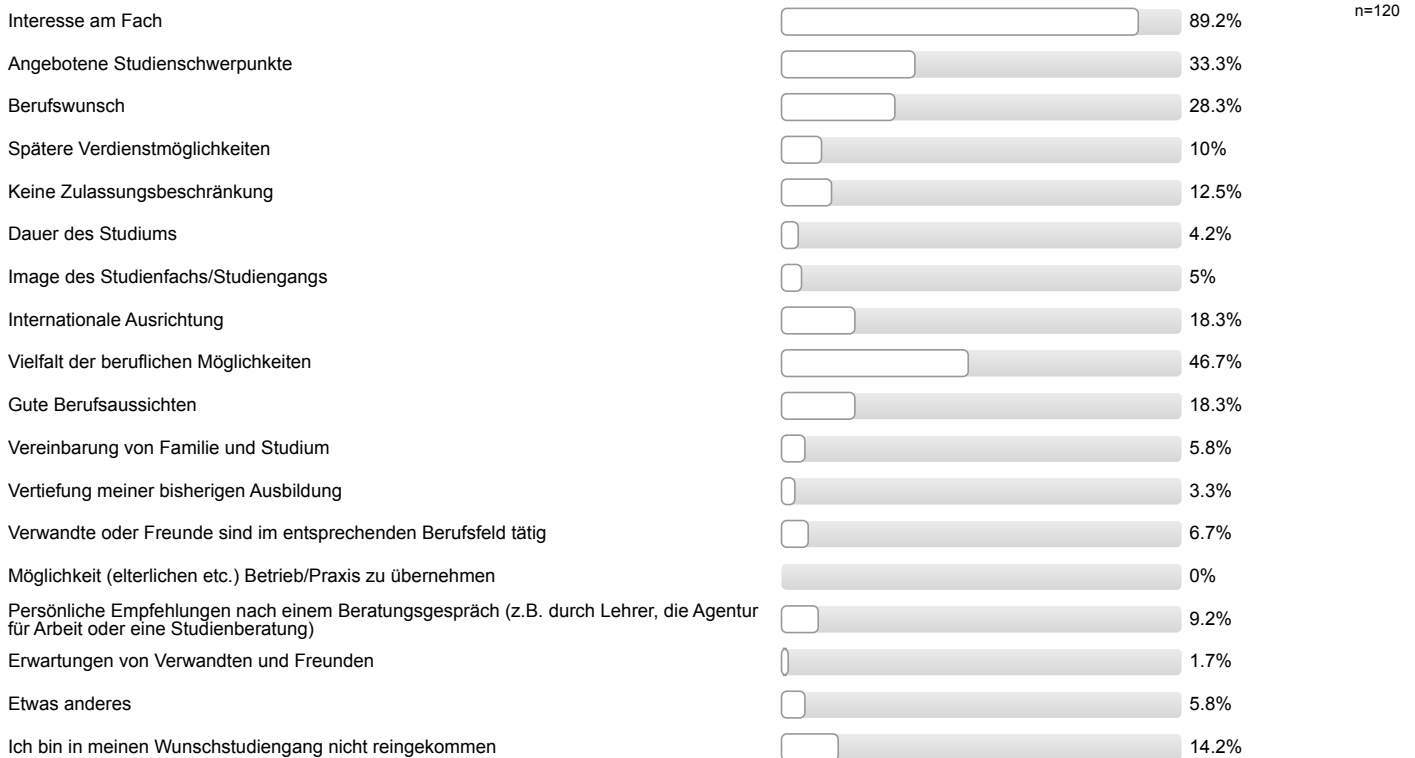 Interesse am Fach 89.2% n=120
Angebotene Studienschwerpunkte 33.3%
Berufswunsch 28.3%
Spätere Verdienstmöglichkeiten 10%
Keine Zulassungsbeschränkung 12.5%
Dauer des Studiums 4.2%
Image des Studienfachs/Studiengangs 5%
Internationale Ausrichtung 18.3%
Vielfalt der beruflichen Möglichkeiten 46.7%
Gute Berufsaussichten 18.3%
Vereinbarung von Familie und Studium 5.8%
Vertiefung meiner bisherigen Ausbildung 3.3%
Verwandte oder Freunde sind im entsprechenden Berufsfeld tätig 6.7%
Möglichkeit (elterlichen etc.) Betrieb/Praxis zu übernehmen 0%
Persönliche Empfehlungen nach einem Beratungsgespräch (z.B. durch Lehrer, die Agentur
für Arbeit oder eine Studienberatung) 9.2%
Erwartungen von Verwandten und Freunden 1.7%
Etwas anderes 5.8%
Ich bin in meinen Wunschstudiengang nicht reingekommen 14.2%